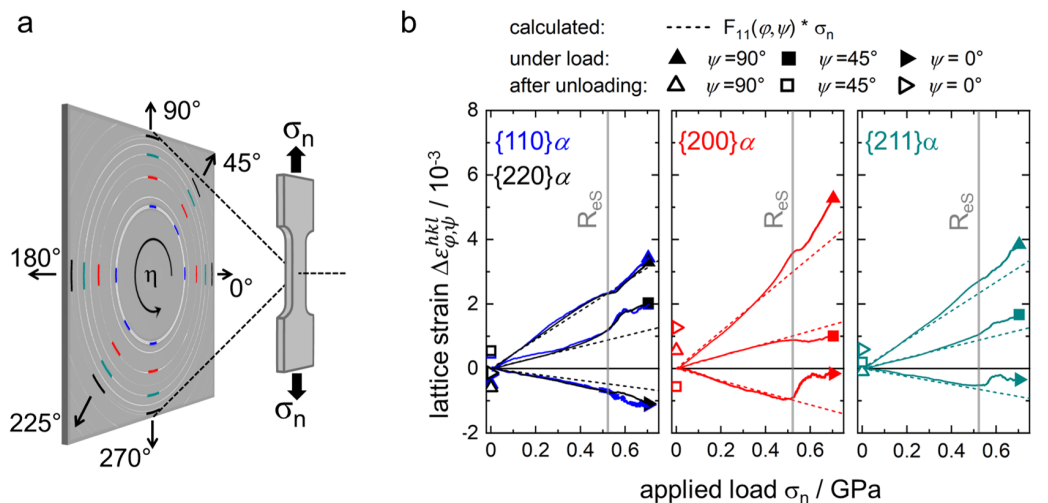 a
90°
45°
180°
η
0°
225°
270°
σn
σn
b
calculated: F11(φ,ψ) * σn
under load: ψ=90° ψ=45° ψ = 0°
after unloading: ψ=90° ψ=45° ψ = 0°
{110}α
{220}α
{200}α
{211}α
ReS
ReS
ReS
lattice strain Δε^hkl_φ,ψ / 10^-3
8
6
4
2
0
-2
0 0.2 0.4 0.6
0 0.2 0.4 0.6
0 0.2 0.4 0.6
applied load σn / GPa